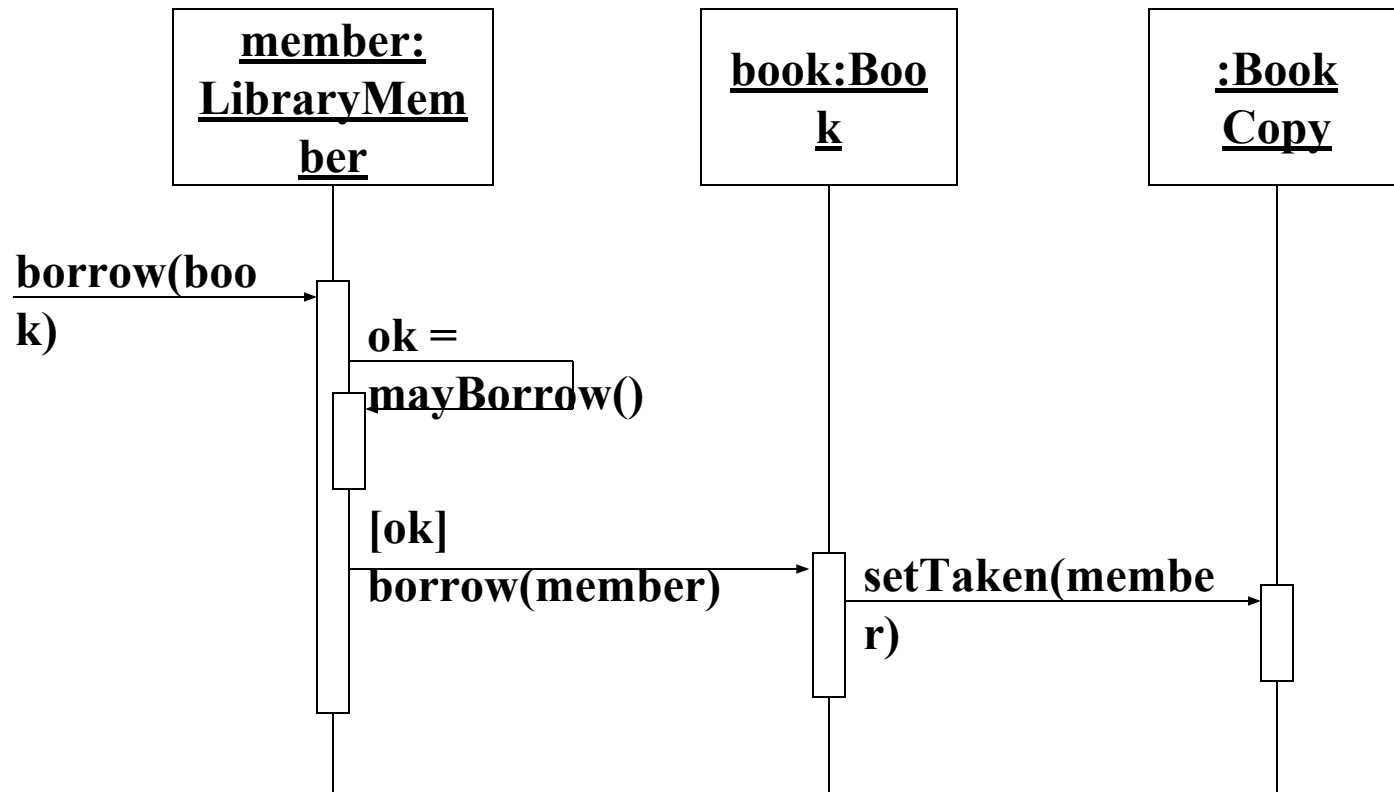 member:
LibraryMem
ber
book:Boo
k
:Book
Copy
borrow(boo
k)
ok =
mayBorrow()
[ok]
borrow(member)
setTaken(membe
r)